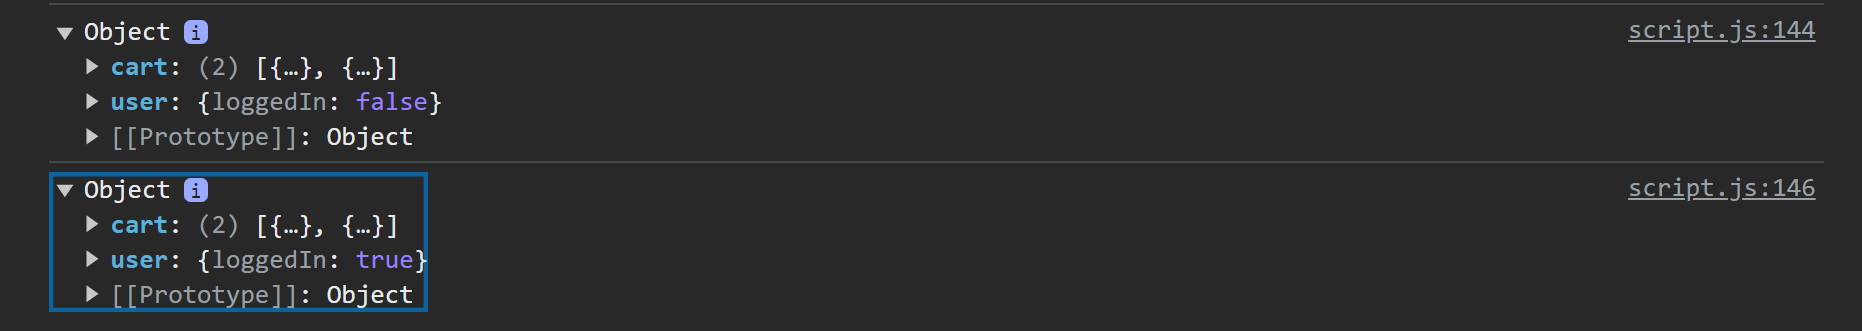 Object i script.js:144
cart: (2) [{…}, {…}]
user: {loggedIn: false}
[[Prototype]]: Object
Object i script.js:146
cart: (2) [{…}, {…}]
user: {loggedIn: true}
[[Prototype]]: Object